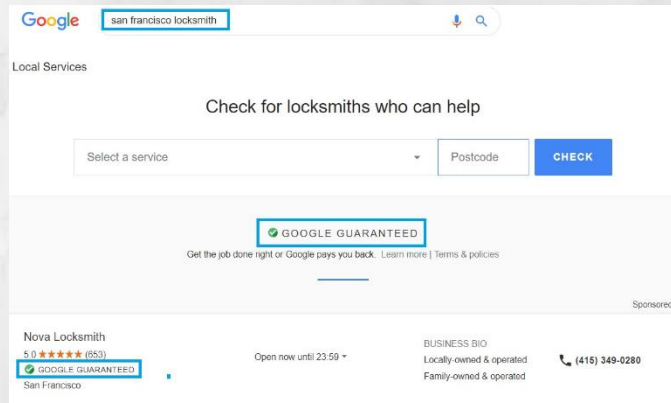 Google
san francisco locksmith
Local Services
Check for locksmiths who can help
Select a service
Postcode
CHECK
GOOGLE GUARANTEED
Get the job done right or Google pays you back. Learn more | Terms & policies
Sponsored
Nova Locksmith
5.0 ★★★★★ (653)
GOOGLE GUARANTEED
San Francisco
Open now until 23:59
BUSINESS BIO
Locally-owned & operated
Family-owned & operated
(415) 349-0280